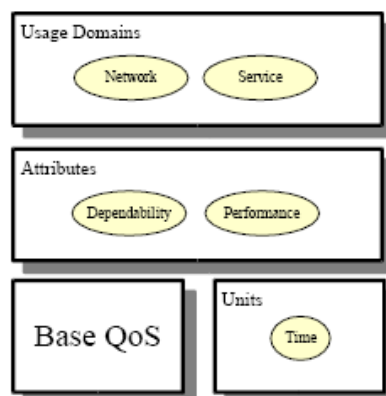 Usage Domains
Network Service
Attributes
Dependability Performance
Base QoS
Units
Time